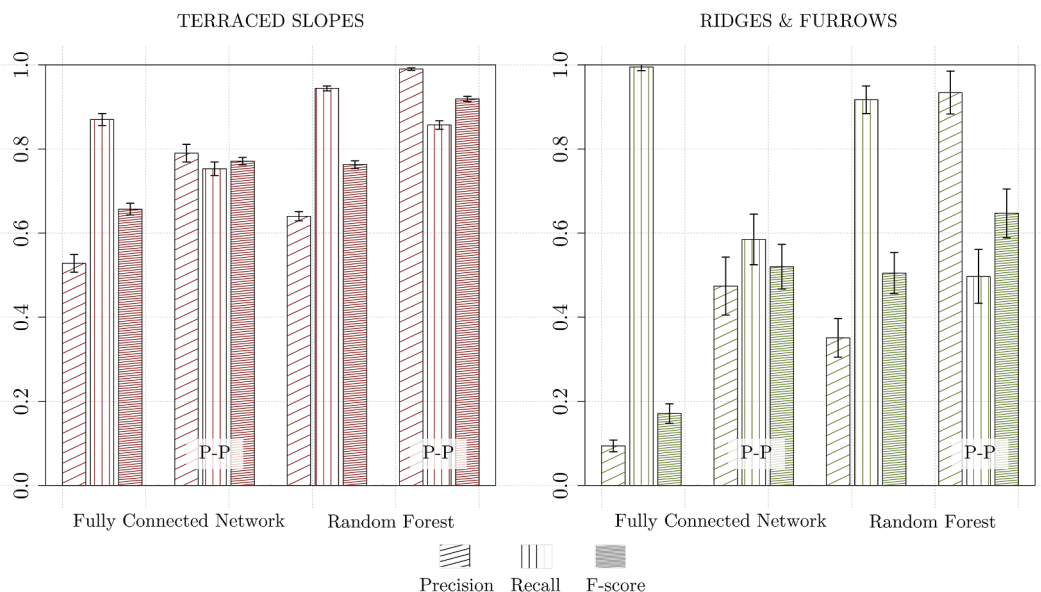 TERRACED SLOPES
RIDGES & FURROWS
1.0
0.8
0.6
0.4
0.2
0.0
P-P
P-P
Fully Connected Network
Random Forest
1.0
0.8
0.6
0.4
0.2
0.0
P-P
P-P
Fully Connected Network
Random Forest
Precision
Recall
F-score